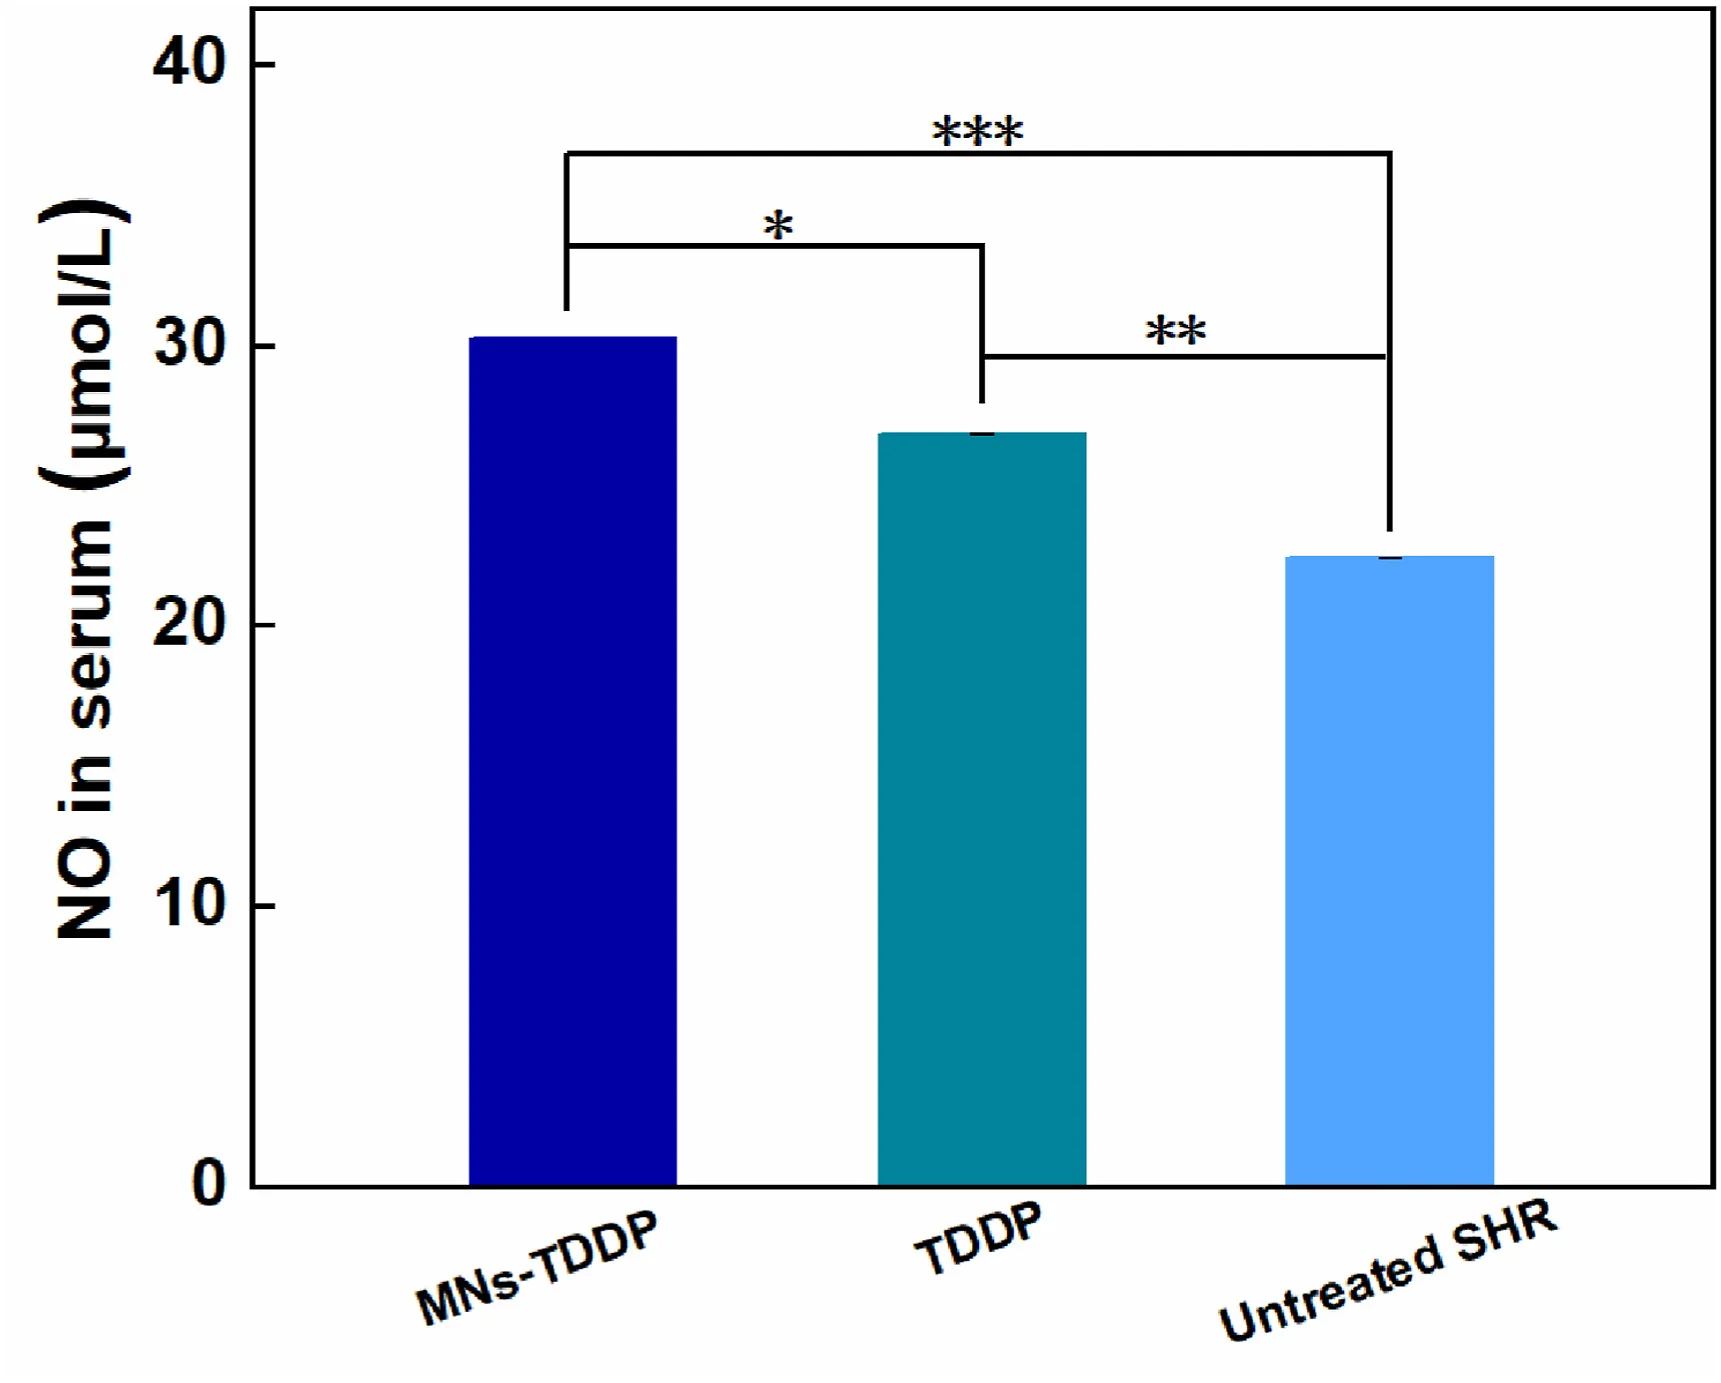 NO in serum (µmol/L)
40
30
20
10
0
***
*
**
MNs-TDDP
TDDP
Untreated SHR